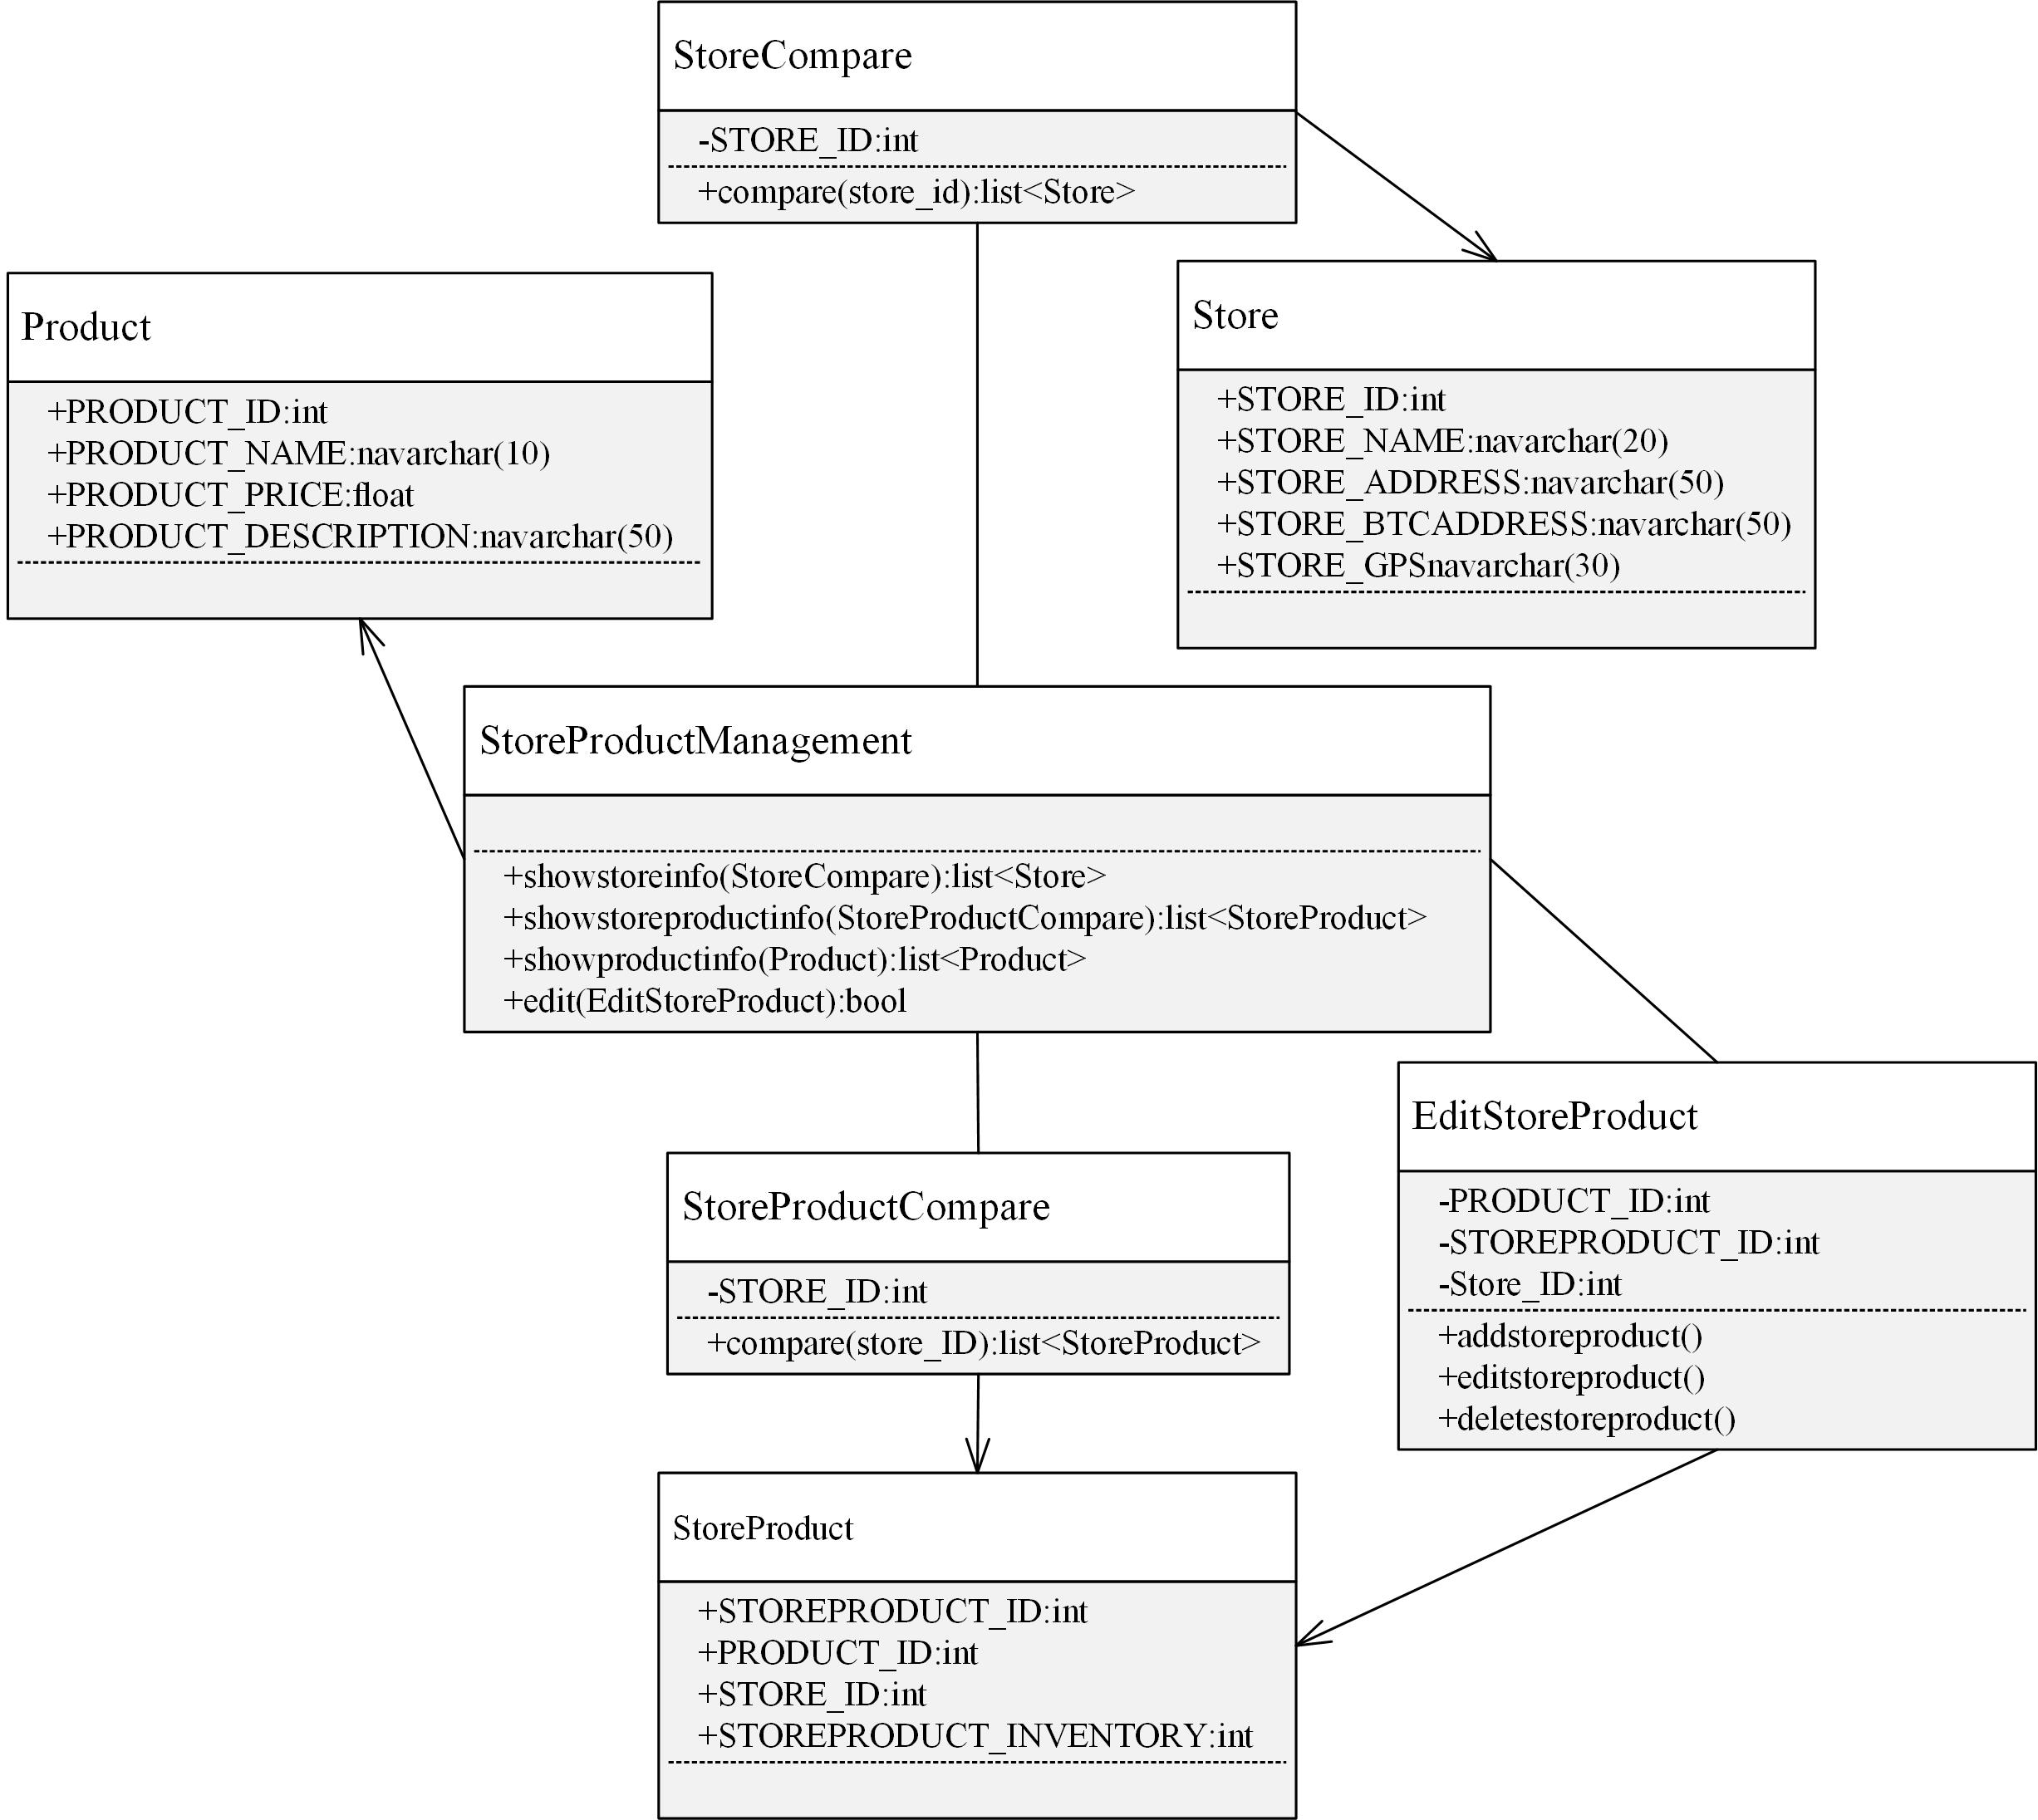 StoreCompare
-STORE_ID:int
+compare(store_id):list<Store>
Product
+PRODUCT_ID:int
+PRODUCT_NAME:navarchar(10)
+PRODUCT_PRICE:float
+PRODUCT_DESCRIPTION:navarchar(50)
Store
+STORE_ID:int
+STORE_NAME:navarchar(20)
+STORE_ADDRESS:navarchar(50)
+STORE_BTCADDRESS:navarchar(50)
+STORE_GPSnavarchar(30)
StoreProductManagement
+showstoreinfo(StoreCompare):list<Store>
+showstoreproductinfo(StoreProductCompare):list<StoreProduct>
+showproductinfo(Product):list<Product>
+edit(EditStoreProduct):bool
EditStoreProduct
-PRODUCT_ID:int
-STOREPRODUCT_ID:int
-Store_ID:int
+addstoreproduct()
+editstoreproduct()
+deletestoreproduct()
StoreProductCompare
-STORE_ID:int
+compare(store_ID):list<StoreProduct>
StoreProduct
+STOREPRODUCT_ID:int
+PRODUCT_ID:int
+STORE_ID:int
+STOREPRODUCT_INVENTORY:int